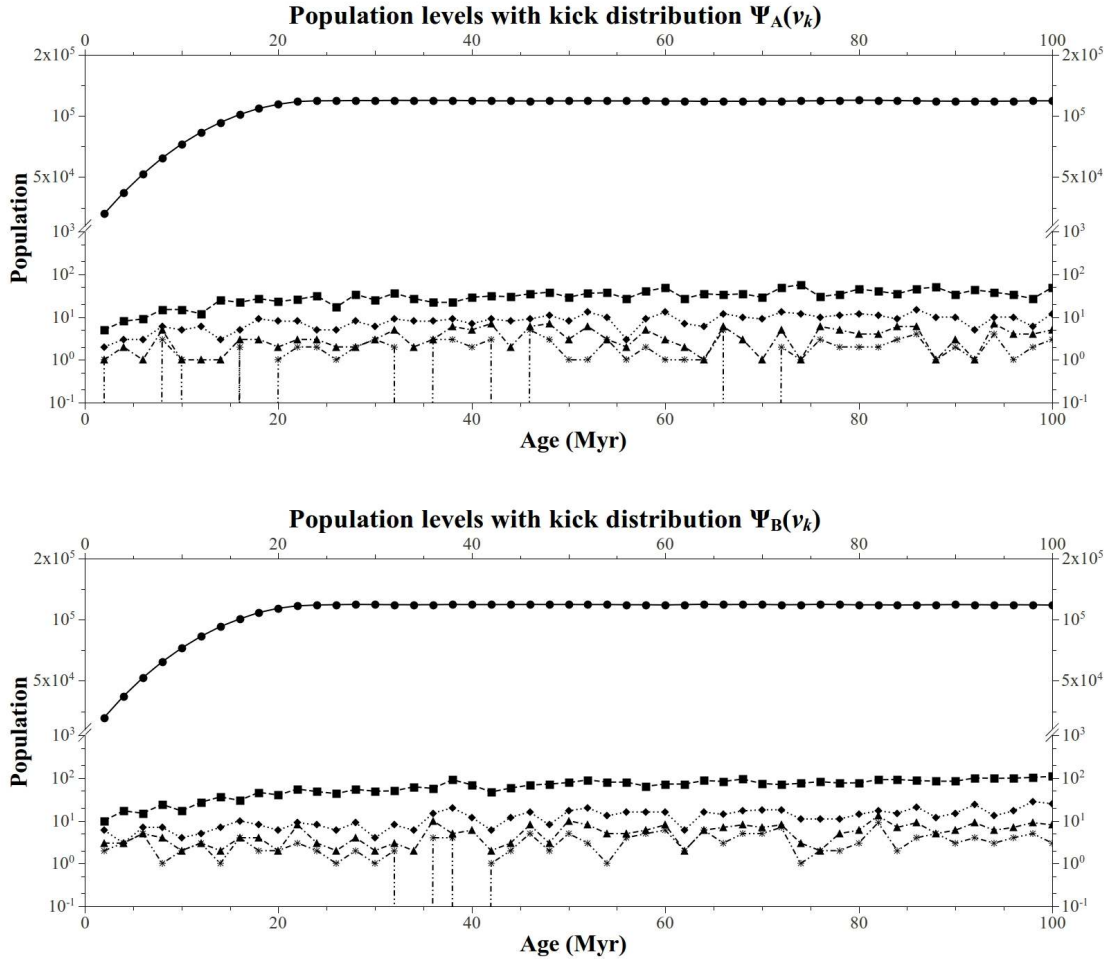 Population levels with kick distribution Ψ_A(v_k)
0 20 40 60 80 100
2x10^5 2x10^5
10^5 10^5
5x10^4 5x10^4
10^3 10^3
10^2 10^2
10^1 10^1
10^0 10^0
10^-1 10^-1
Population
0 20 40 60 80 100
Age (Myr)
Population levels with kick distribution Ψ_B(v_k)
0 20 40 60 80 100
2x10^5 2x10^5
10^5 10^5
5x10^4 5x10^4
10^3 10^3
10^2 10^2
10^1 10^1
10^0 10^0
10^-1 10^-1
Population
0 20 40 60 80 100
Age (Myr)